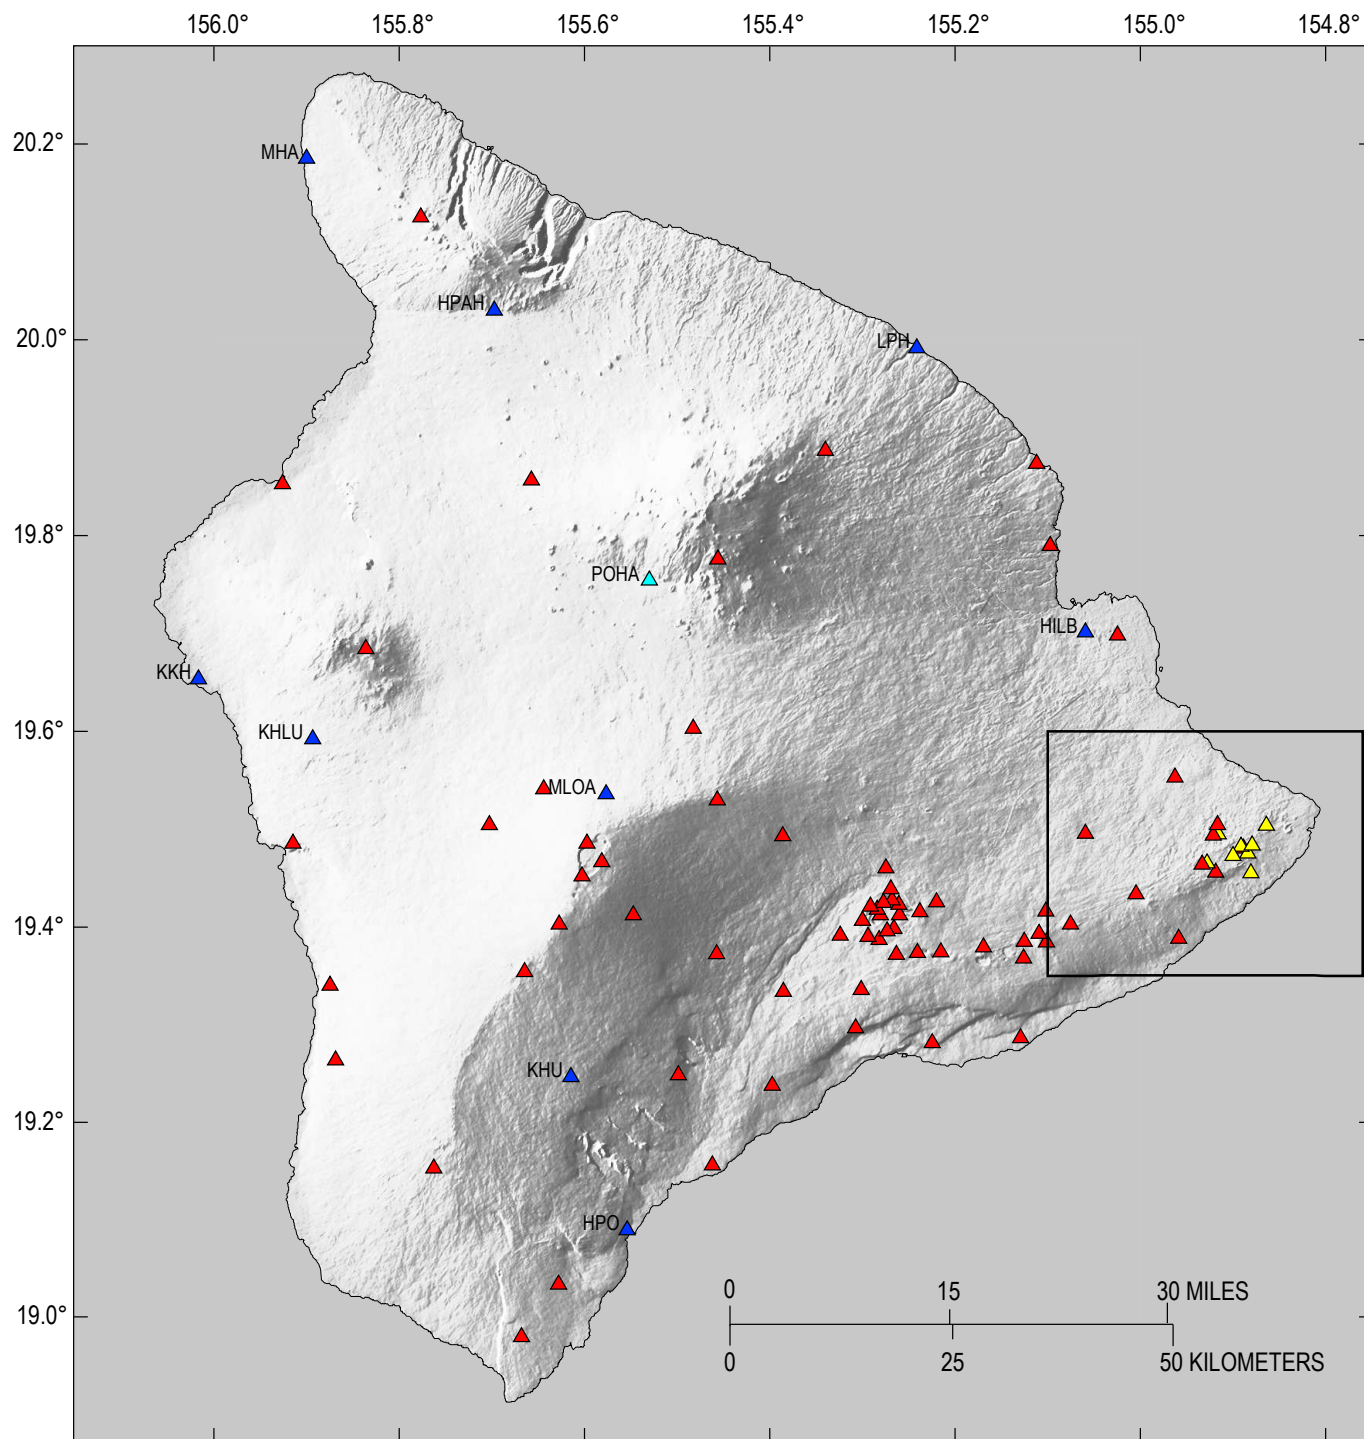 156.0° 155.8° 155.6° 155.4° 155.2° 155.0° 154.8°
20.2°
MHA
HPAH
20.0°
LPH
19.8°
POHA
HILB
KKH
19.6°
KHLU
MLOA
19.4°
KHU
19.2°
HPO
19.0°
0 15 30 MILES
0 25 50 KILOMETERS